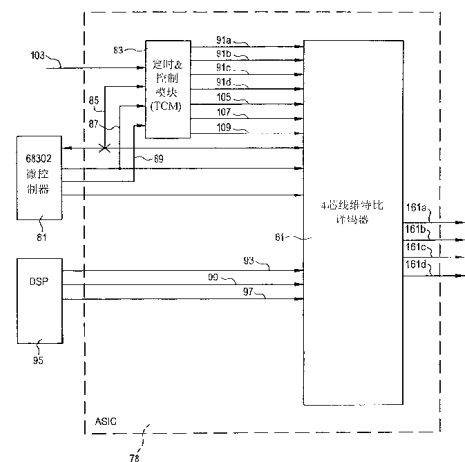 103
83
定时&
控制
模块
(TCM)
91a
91b
91c
91d
105
107
109
85
87
89
68302
微控
制器
81
4芯线维特比
译码器
61
161a
161b
161c
161d
DSP
93
97
95
ASIC
78